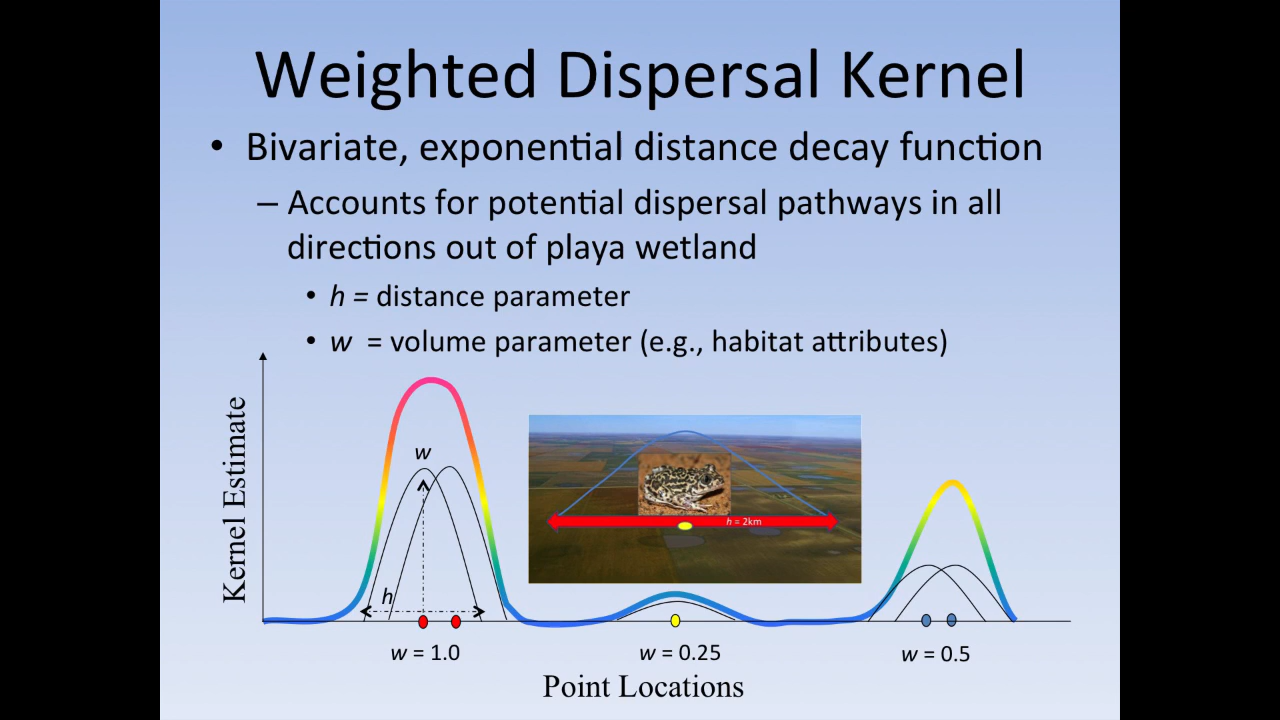 Weighted Dispersal Kernel
• Bivariate, exponential distance decay function
– Accounts for potential dispersal pathways in all
directions out of playa wetland
• h = distance parameter
• w = volume parameter (e.g., habitat attributes)
Kernel Estimate
w
h
h = 2km
w = 1.0
w = 0.25
w = 0.5
Point Locations